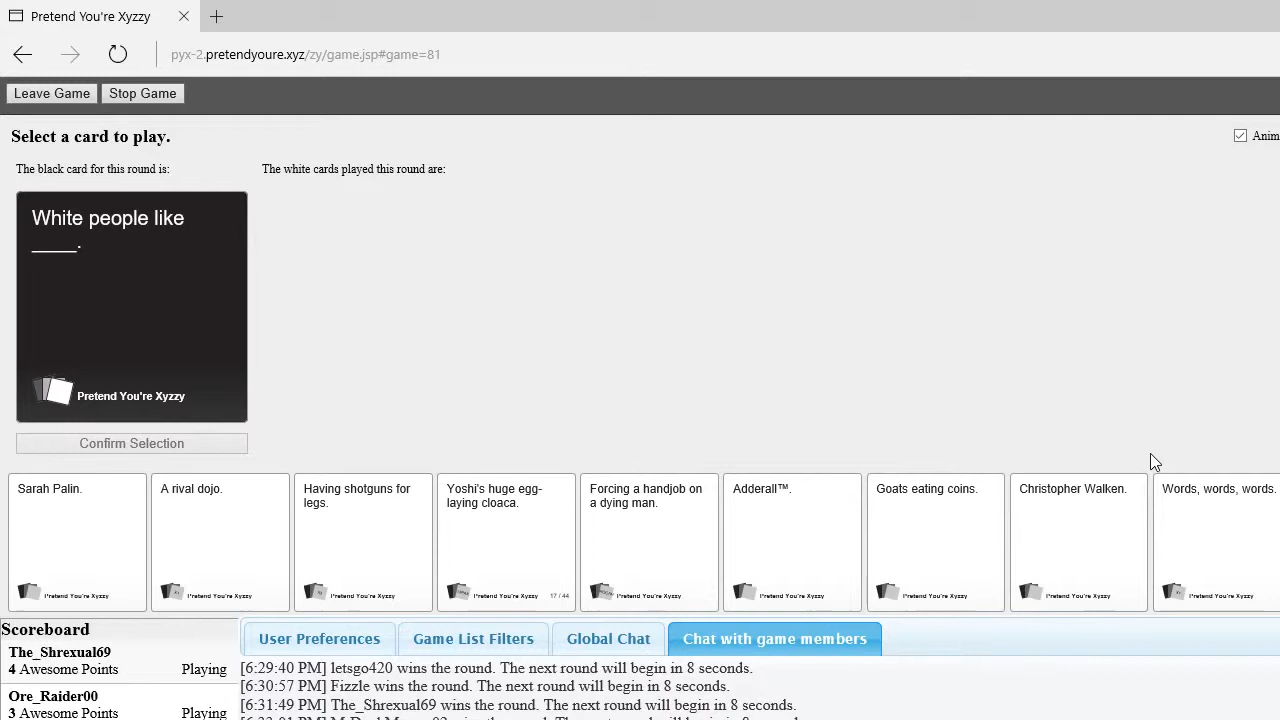 Pretend You're Xyzzy
pyx-2.pretendyoure.xyz/zy/game.jsp#game=81
Leave Game Stop Game
Select a card to play.
Anim
The black card for this round is: The white cards played this round are:
White people like
_____.
Pretend You're Xyzzy
Confirm Selection
Sarah Palin.
Pretend You're Xyzzy
A rival dojo.
Pretend You're Xyzzy
Having shotguns for
legs.
Pretend You're Xyzzy
Yoshi's huge egg-
laying cloaca.
Pretend You're Xyzzy 17 / 44
Forcing a handjob on
a dying man.
Pretend You're Xyzzy
Adderall™.
Pretend You're Xyzzy
Goats eating coins.
Pretend You're Xyzzy
Christopher Walken.
Pretend You're Xyzzy
Words, words, words.
Pretend You're Xyzzy
Scoreboard
The_Shrexual69
4 Awesome Points Playing
Ore_Raider00
3 Awesome Points Playing
User Preferences Game List Filters Global Chat Chat with game members
[6:29:40 PM] letsgo420 wins the round. The next round will begin in 8 seconds.
[6:30:57 PM] Fizzle wins the round. The next round will begin in 8 seconds.
[6:31:49 PM] The_Shrexual69 wins the round. The next round will begin in 8 seconds.